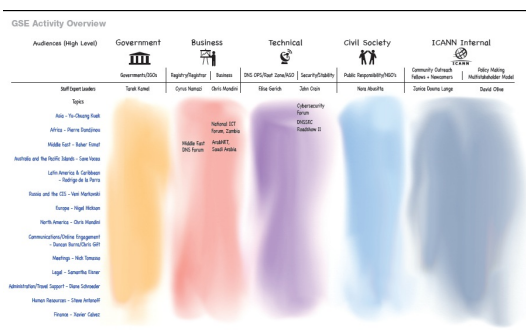 GSE Activity Overview
Audiences (High Level) Government Business Technical Civil Society ICANN Internal
ICANN
Governments/IGOs Registry/Registrar Business DNS OPS/Root Zone/ASO Security/Stability Public Responsibility/NGO's Community Outreach Fellows + Newcomers Policy Making Multistakeholder Model
Staff Expert Leaders Tarek Kamel Cyrus Namazi Chris Mondini Elise Gerich John Crain Nora Abusitta Janice Douma Lange David Olive
Topics
Asia - Yu-Chuang Kuek
Cybersecurity
Forum
Africa - Pierre Dandjinou
National ICT
forum, Zambia
DNSSEC
Roadshow II
Middle East - Baher Esmat
Middle East
DNS Forum
ArabNET,
Saudi Arabia
Australia and the Pacific Islands - Save Vocea
Latin America & Caribbean
- Rodrigo de la Parra
Russia and the CIS - Veni Markovski
Europe - Nigel Hickson
North America - Chris Mondini
Communications/Online Engagement
- Duncan Burns/Chris Gift
Meetings - Nick Tomasso
Legal - Samantha Eisner
Administration/Travel Support - Diane Schroeder
Human Resources - Steve Antonoff
Finance - Xavier Calvez